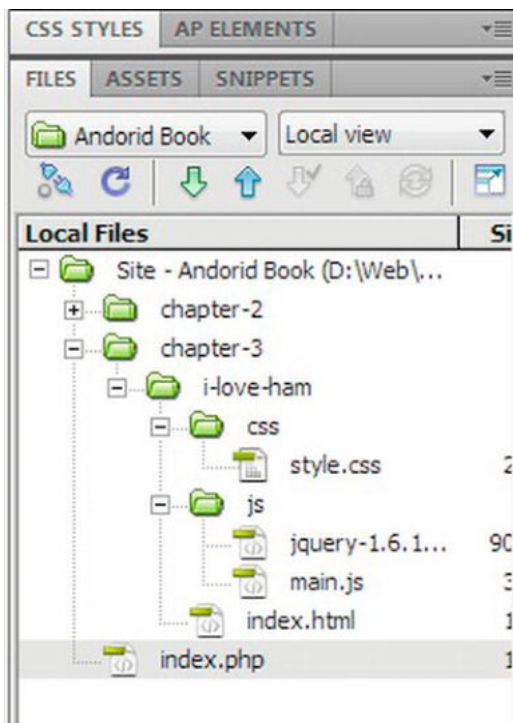 CSS STYLES AP ELEMENTS
FILES ASSETS SNIPPETS
Andorid Book Local view
Local Files Si
Site - Andorid Book (D:\Web\...
chapter-2
chapter-3
i-love-ham
css
style.css 2
js
jquery-1.6.1... 90
main.js 3
index.html 1
index.php 1